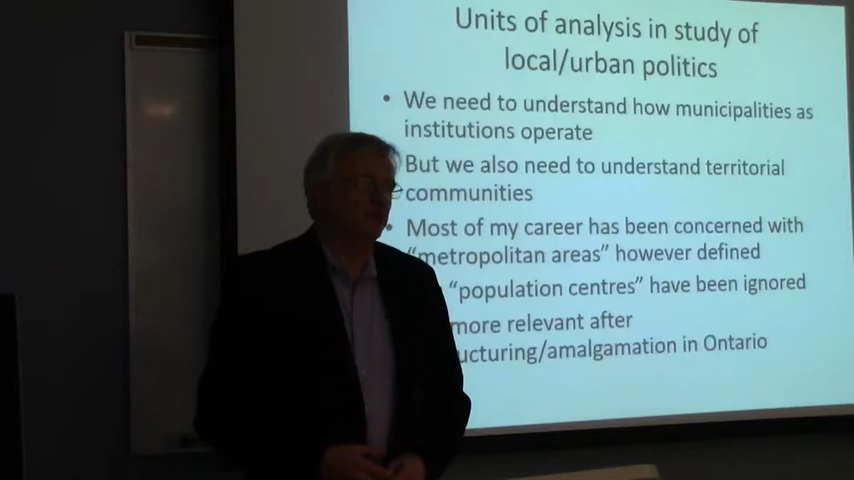 Units of analysis in study of
local/urban politics
• We need to understand how municipalities as
institutions operate
But we also need to understand territorial
communities
• Most of my career has been concerned with
“metropolitan areas” however defined
“population centres” have been ignored
more relevant after
ucturing/amalgamation in Ontario